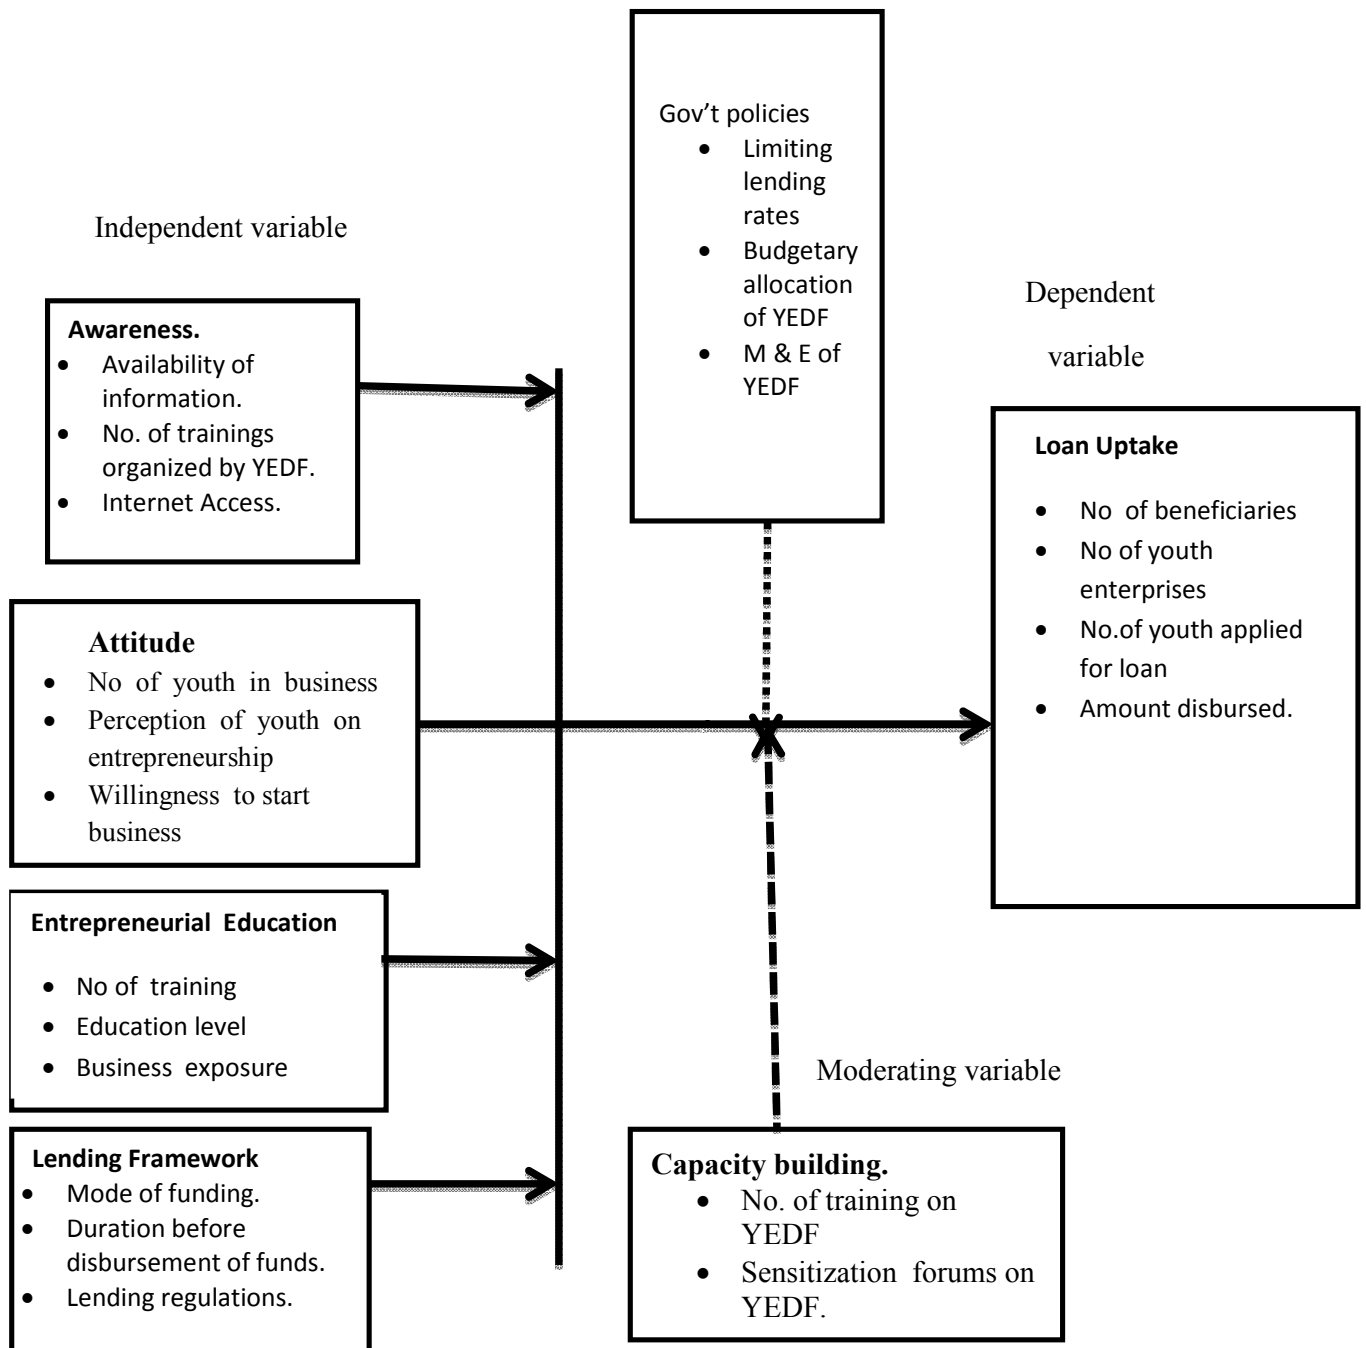 Independent variable
Awareness.
• Availability of
information.
• No. of trainings
organized by YEDF.
• Internet Access.
Attitude
• No of youth in business
• Perception of youth on
entrepreneurship
• Willingness to start
business
Entrepreneurial Education
• No of training
• Education level
• Business exposure
Lending Framework
• Mode of funding.
• Duration before
disbursement of funds.
• Lending regulations.
Gov’t policies
• Limiting
lending
rates
• Budgetary
allocation
of YEDF
• M & E of
YEDF
Moderating variable
Capacity building.
• No. of training on
YEDF
• Sensitization forums on
YEDF.
Dependent
variable
Loan Uptake
• No of beneficiaries
• No of youth
enterprises
• No.of youth applied
for loan
• Amount disbursed.